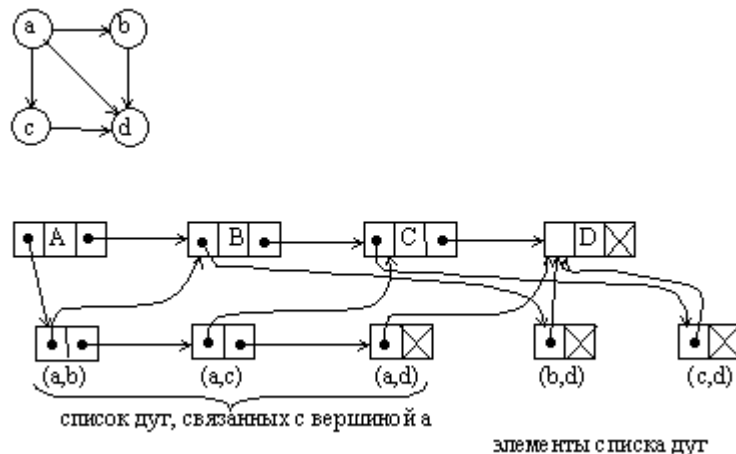 a b
c d
A B C D
(a,b) (a,c) (a,d) (b,d) (c,d)
список дуг, связанных с вершиной a
элементы списка дуг